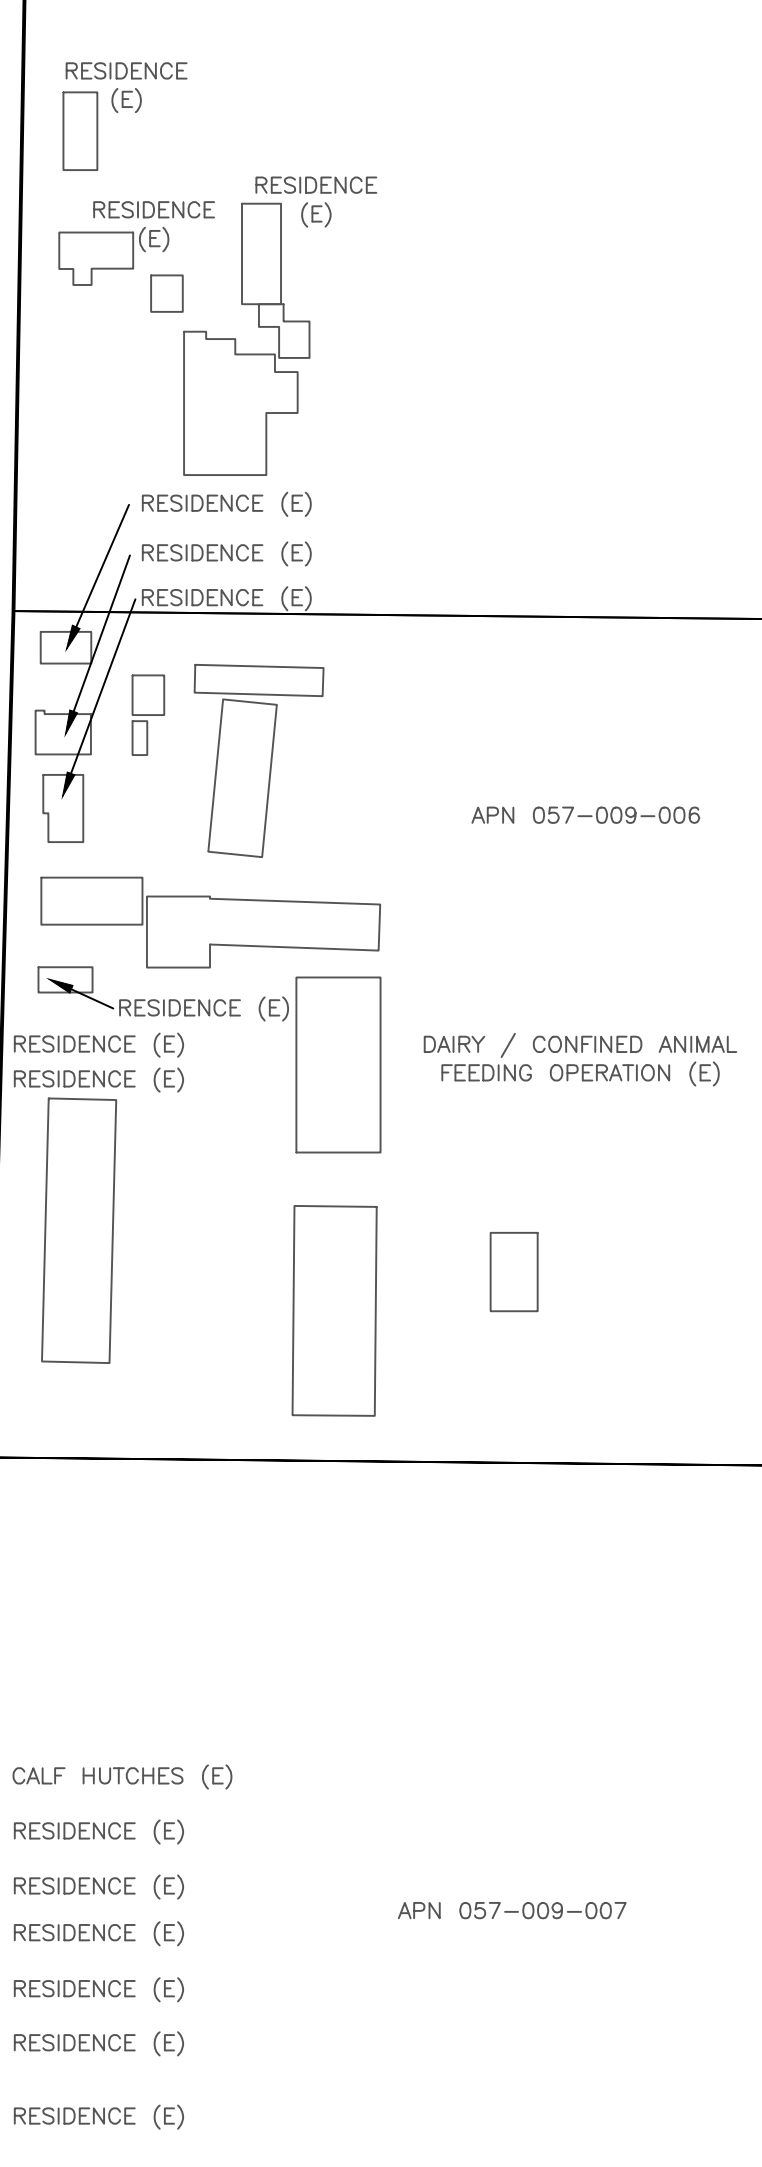 RESIDENCE
(E)
RESIDENCE
(E)
RESIDENCE
(E)
RESIDENCE (E)
RESIDENCE (E)
RESIDENCE (E)
APN 057-009-006
RESIDENCE (E)
RESIDENCE (E)
RESIDENCE (E)
DAIRY / CONFINED ANIMAL
FEEDING OPERATION (E)
CALF HUTCHES (E)
RESIDENCE (E)
RESIDENCE (E)
APN 057-009-007
RESIDENCE (E)
RESIDENCE (E)
RESIDENCE (E)
RESIDENCE (E)